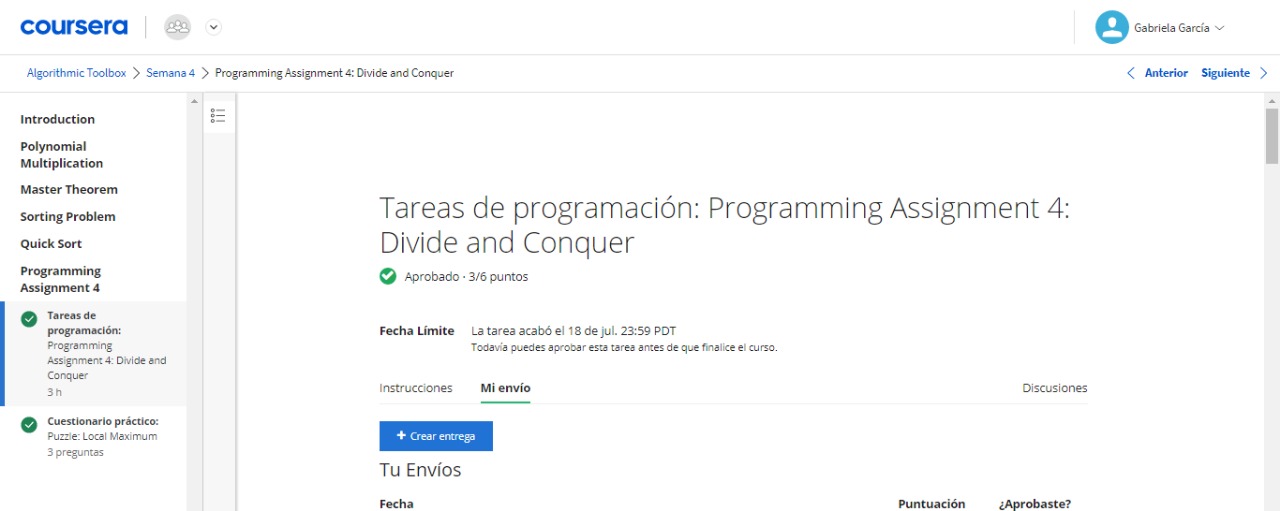 coursera
Gabriela García
Algorithmic Toolbox > Semana 4 > Programming Assignment 4: Divide and Conquer
Anterior Siguiente
Introduction
Polynomial
Multiplication
Master Theorem
Sorting Problem
Quick Sort
Programming
Assignment 4
Tareas de
programación:
Programming
Assignment 4: Divide and
Conquer
3 h
Cuestionario práctico:
Puzzle: Local Maximum
3 preguntas
Tareas de programación: Programming Assignment 4:
Divide and Conquer
Aprobado · 3/6 puntos
Fecha Límite La tarea acabó el 18 de jul. 23:59 PDT
Todavía puedes aprobar esta tarea antes de que finalice el curso.
Instrucciones Mi envío Discusiones
+ Crear entrega
Tu Envíos
Fecha Puntuación ¿Aprobaste?